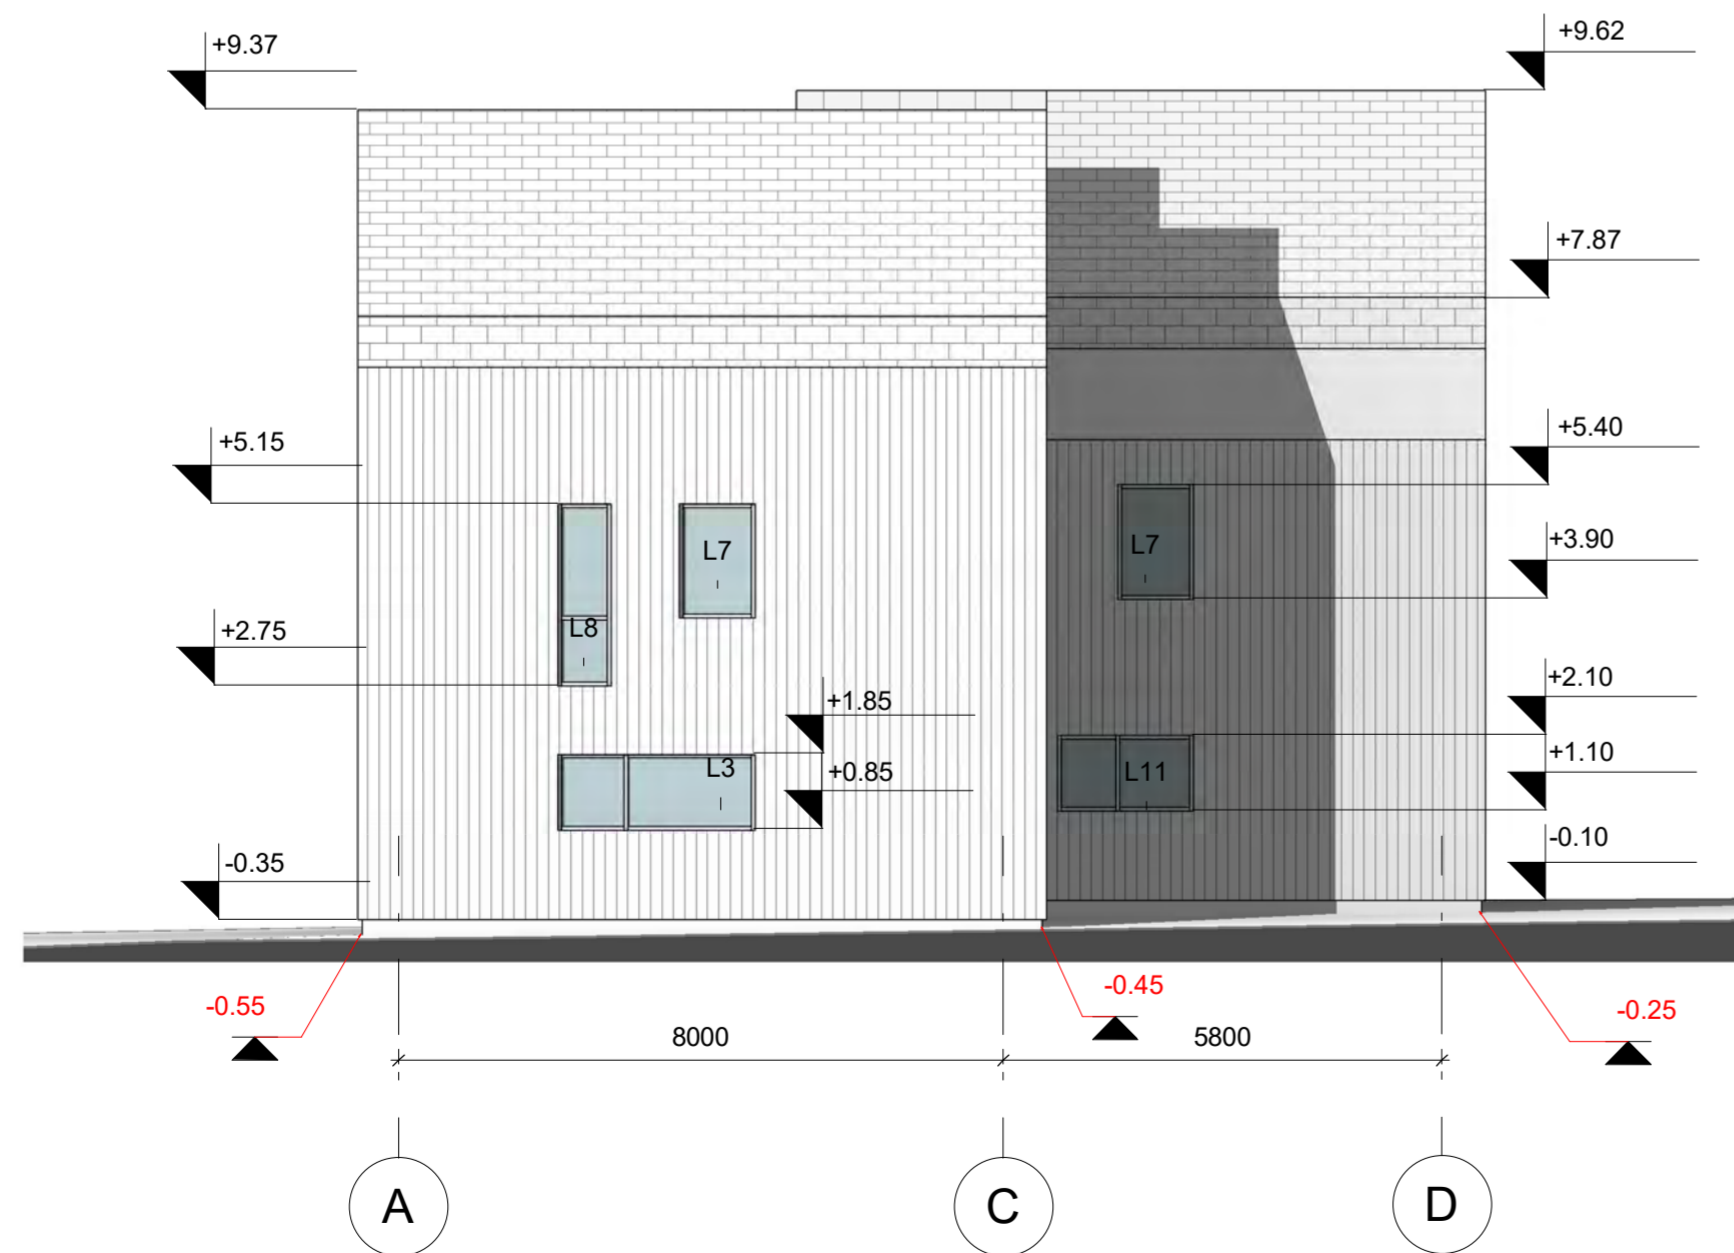 +9.37
+9.62
+7.87
+5.15
+5.40
L7
L7
+3.90
L8
+2.75
+2.10
+1.85
L3
+0.85
L11
+1.10
-0.35
-0.10
-0.55
-0.45
-0.25
8000
5800
A
C
D